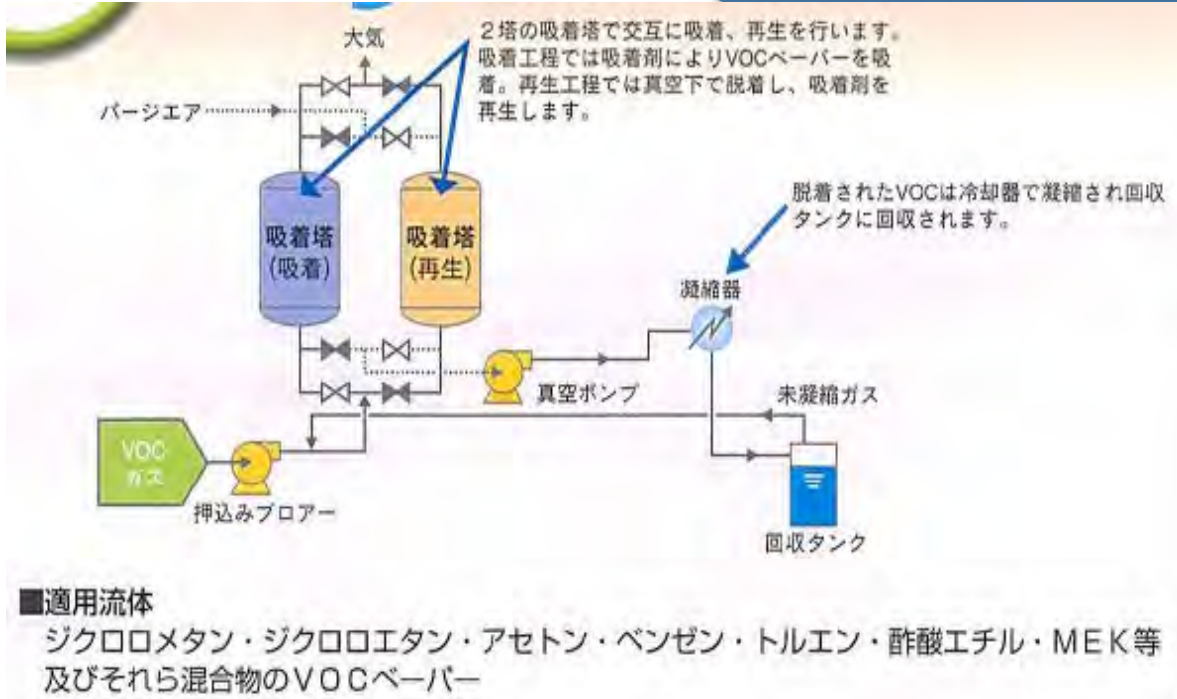 大気
2塔の吸着塔で交互に吸着、再生を行います。
吸着工程では吸着剤によりVOCベーパーを吸
着。再生工程では真空下で脱着し、吸着剤を
再生します。
パージエア
脱着されたVOCは冷却器で凝縮され回収
タンクに回収されます。
吸着塔
(吸着)
吸着塔
(再生)
凝縮器
真空ポンプ
未凝縮ガス
VOC
ガス
押込みブロアー
回収タンク
■適用流体
ジクロロメタン・ジクロロエタン・アセトン・ベンゼン・トルエン・酢酸エチル・MEK等
及びそれら混合物のVOCベーパー